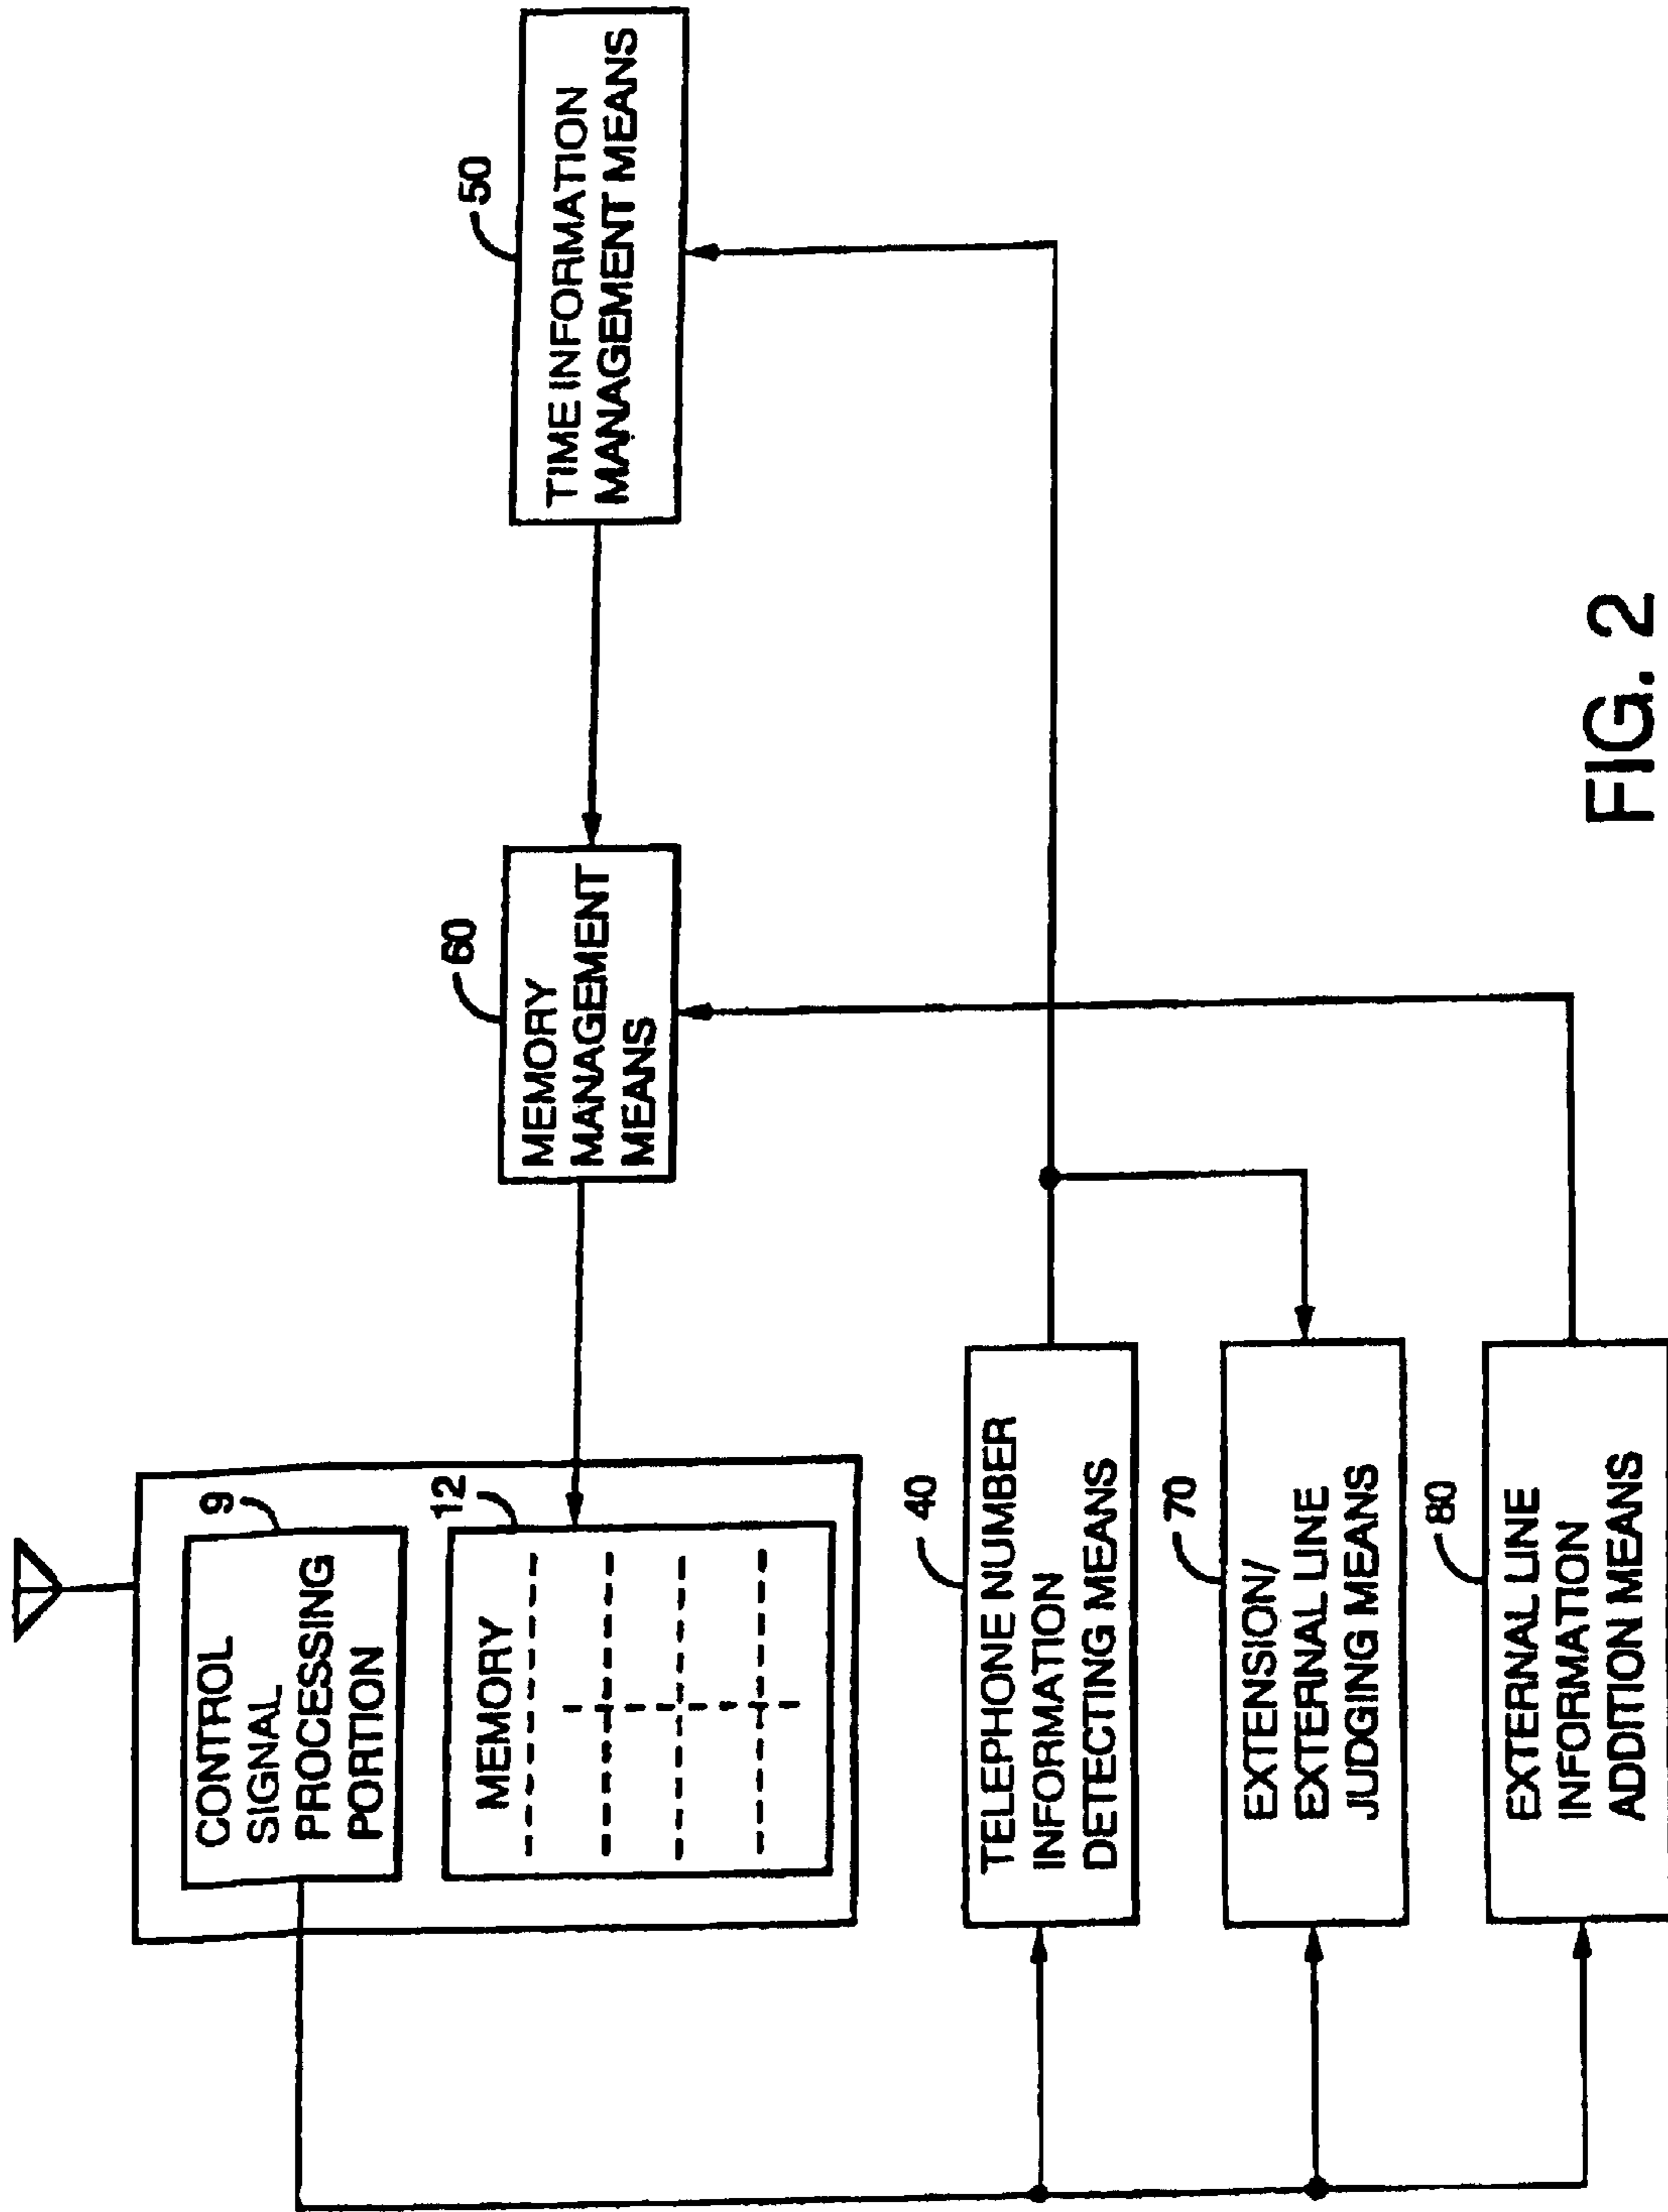 9
CONTROL
SIGNAL
PROCESSING
PORTION
12
MEMORY
60
MEMORY
MANAGEMENT
MEANS
50
TIME INFORMATION
MANAGEMENT MEANS
40
TELEPHONE NUMBER
INFORMATION
DETECTING MEANS
70
EXTENSION/
EXTERNAL LINE
JUDGING MEANS
80
EXTERNAL LINE
INFORMATION
ADDITION MEANS
FIG. 2